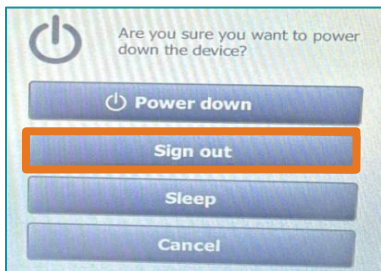 Are you sure you want to power
down the device?
Power down
Sign out
Sleep
Cancel